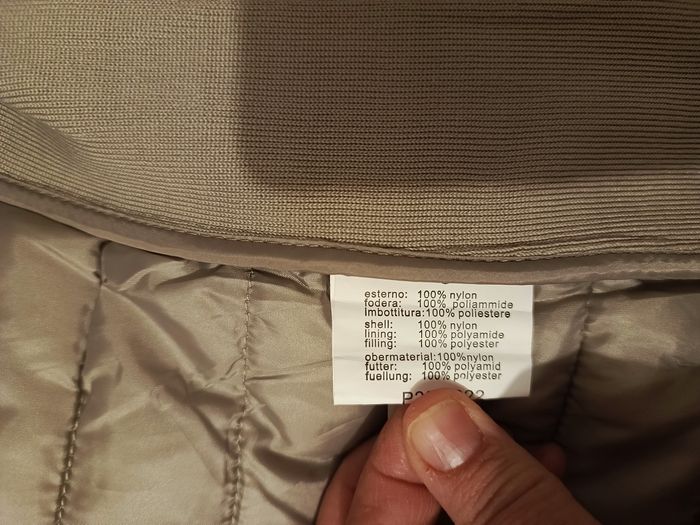 esterno: 100% nylon
fodera: 100% poliammide
imbottitura:100% poliestere
shell: 100% nylon
lining: 100% polyamide
filling: 100% polyester
obermaterial:100%nylon
futter: 100% polyamid
fuellung: 100% polyester